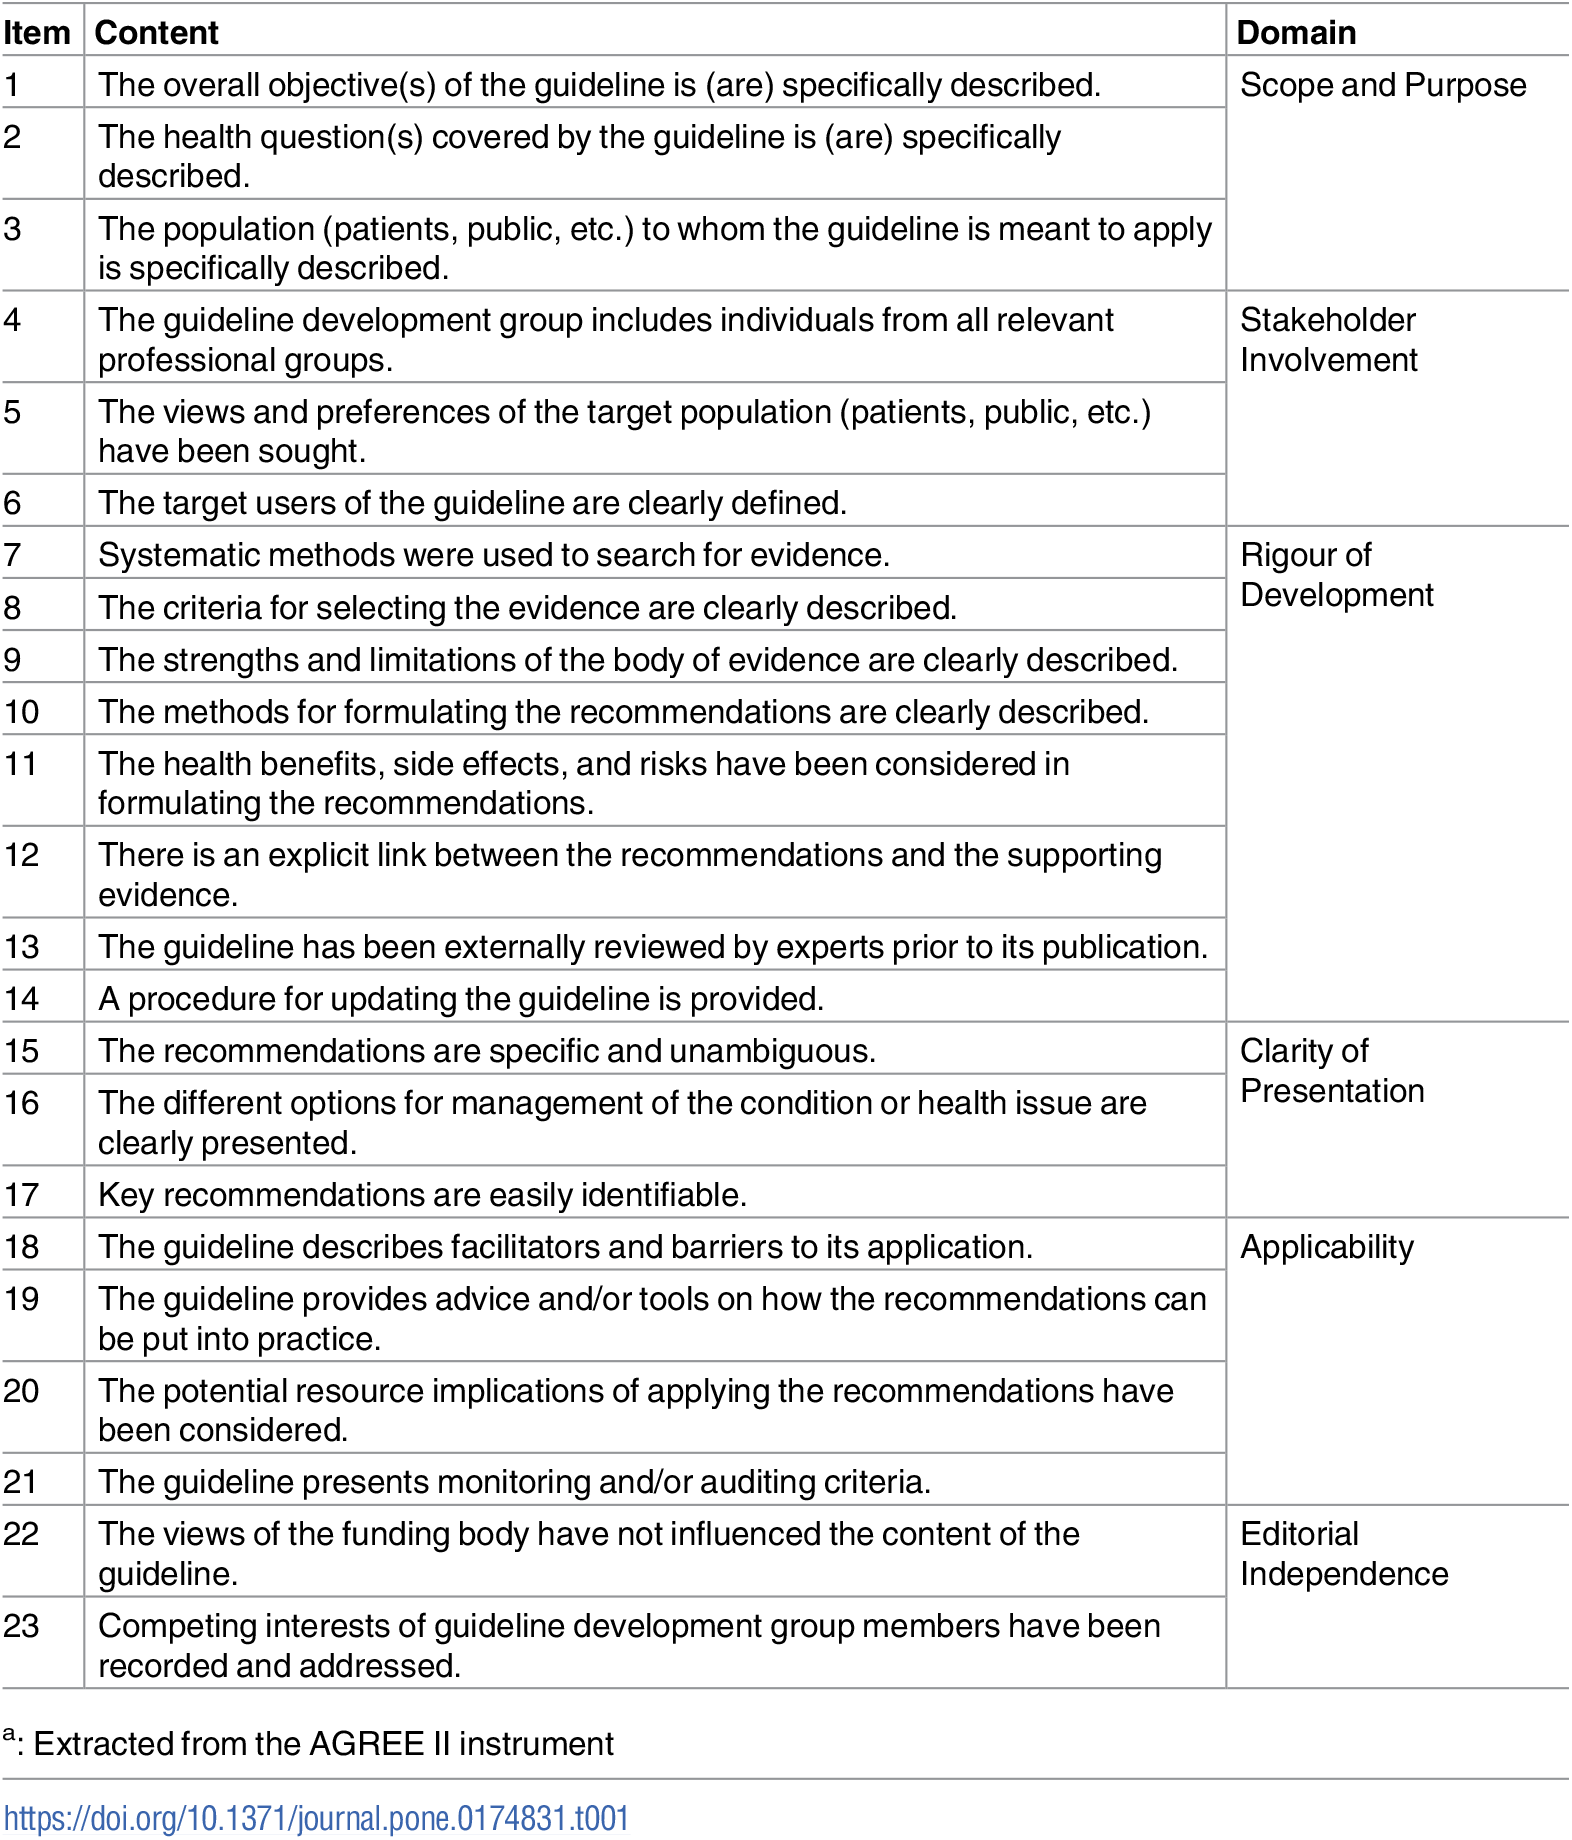 Item Content Domain
1 The overall objective(s) of the guideline is (are) specifically described. Scope and Purpose
2 The health question(s) covered by the guideline is (are) specifically
described.
3 The population (patients, public, etc.) to whom the guideline is meant to apply
is specifically described.
4 The guideline development group includes individuals from all relevant Stakeholder
professional groups. Involvement
5 The views and preferences of the target population (patients, public, etc.)
have been sought.
6 The target users of the guideline are clearly defined.
7 Systematic methods were used to search for evidence. Rigour of
Development
8 The criteria for selecting the evidence are clearly described.
9 The strengths and limitations of the body of evidence are clearly described.
10 The methods for formulating the recommendations are clearly described.
11 The health benefits, side effects, and risks have been considered in
formulating the recommendations.
12 There is an explicit link between the recommendations and the supporting
evidence.
13 The guideline has been externally reviewed by experts prior to its publication.
14 A procedure for updating the guideline is provided.
15 The recommendations are specific and unambiguous. Clarity of
Presentation
16 The different options for management of the condition or health issue are
clearly presented.
17 Key recommendations are easily identifiable.
18 The guideline describes facilitators and barriers to its application. Applicability
19 The guideline provides advice and/or tools on how the recommendations can
be put into practice.
20 The potential resource implications of applying the recommendations have
been considered.
21 The guideline presents monitoring and/or auditing criteria.
22 The views of the funding body have not influenced the content of the Editorial
guideline. Independence
23 Competing interests of guideline development group members have been
recorded and addressed.
a: Extracted from the AGREE II instrument
https://doi.org/10.1371/journal.pone.0174831.t001